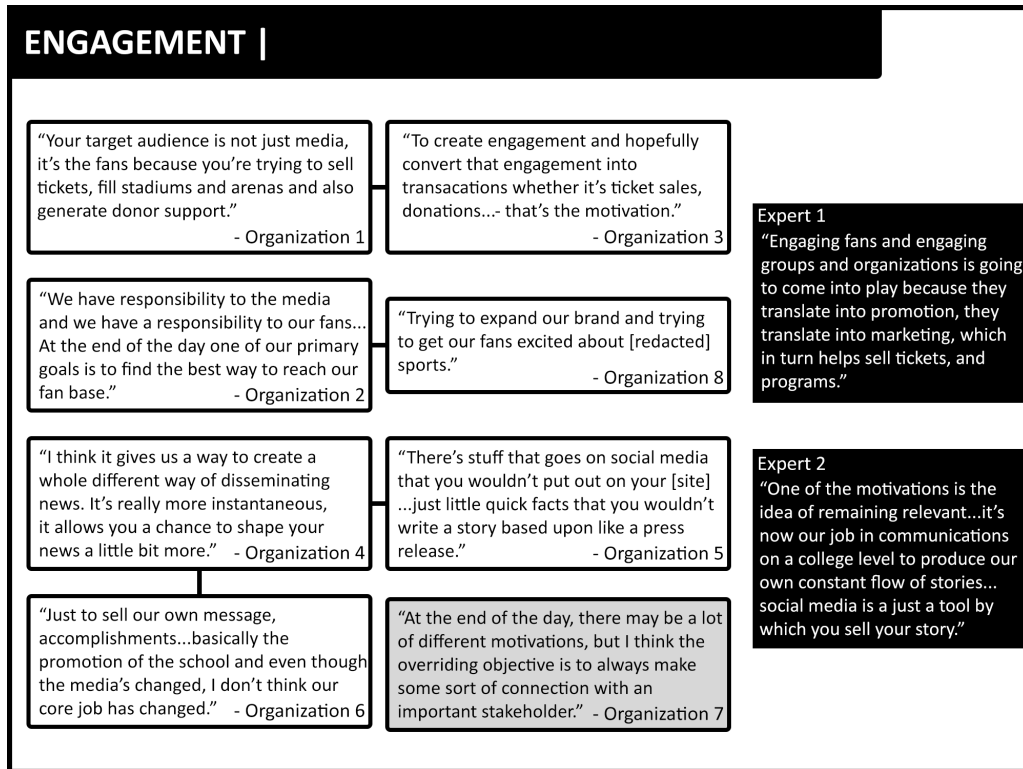 ENGAGEMENT |
“Your target audience is not just media,
it’s the fans because you’re trying to sell
tickets, fill stadiums and arenas and also
generate donor support.”
- Organization 1
“To create engagement and hopefully
convert that engagement into
transacations whether it’s ticket sales,
donations...- that’s the motivation.”
- Organization 3
“We have responsibility to the media
and we have a responsibility to our fans...
At the end of the day one of our primary
goals is to find the best way to reach our
fan base.” - Organization 2
“Trying to expand our brand and trying
to get our fans excited about [redacted]
sports.”
- Organization 8
“I think it gives us a way to create a
whole different way of disseminating
news. It’s really more instantaneous,
it allows you a chance to shape your
news a little bit more.” - Organization 4
“There’s stuff that goes on social media
that you wouldn’t put out on your [site]
...just little quick facts that you wouldn’t
write a story based upon like a press
release.” - Organization 5
“Just to sell our own message,
accomplishments...basically the
promotion of the school and even though
the media’s changed, I don’t think our
core job has changed.” - Organization 6
“At the end of the day, there may be a lot
of different motivations, but I think the
overriding objective is to always make
some sort of connection with an
important stakeholder.” - Organization 7
Expert 1
“Engaging fans and engaging
groups and organizations is going
to come into play because they
translate into promotion, they
translate into marketing, which
in turn helps sell tickets, and
programs.”
Expert 2
“One of the motivations is the
idea of remaining relevant...it’s
now our job in communications
on a college level to produce our
own constant flow of stories...
social media is a just a tool by
which you sell your story.”